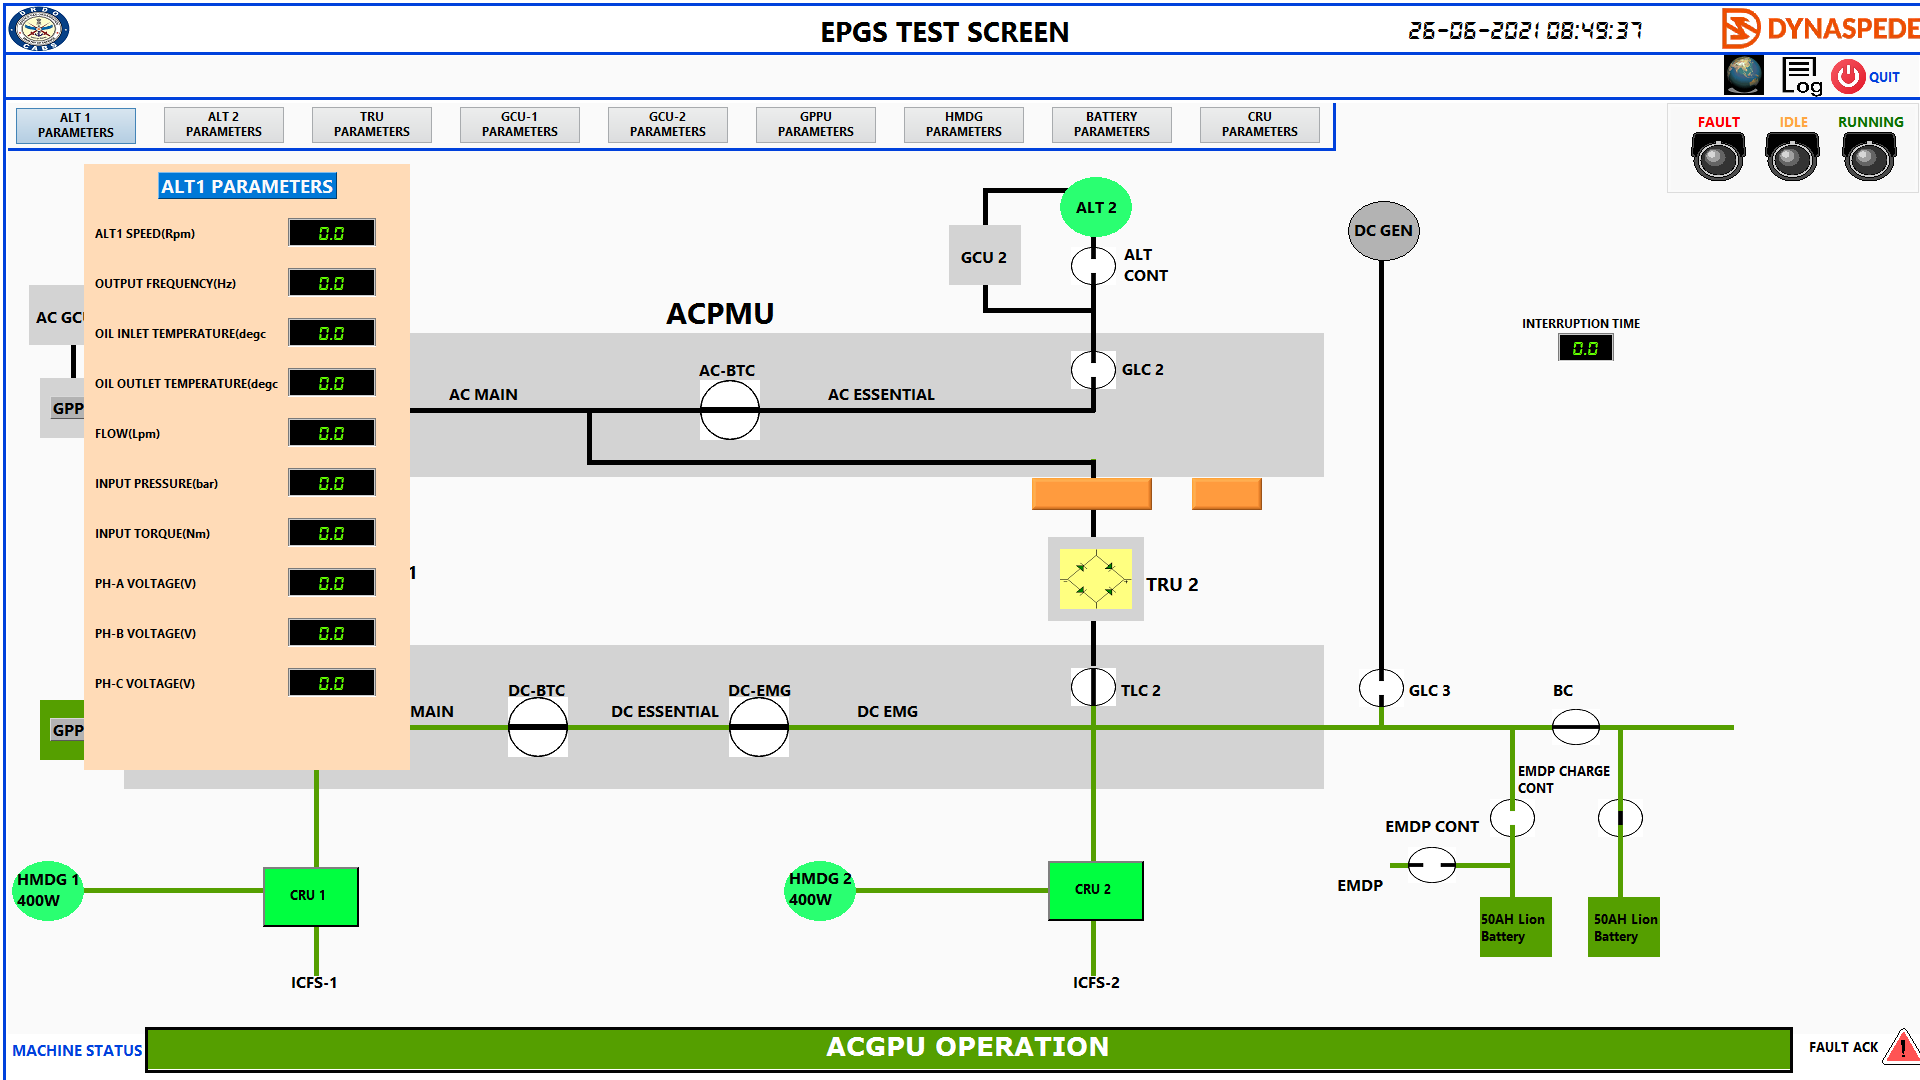 DRDO
CABS
EPGS TEST SCREEN
26-06-2021 08:49:37
DYNASPEDE
Log
QUIT
ALT 1
PARAMETERS
ALT 2
PARAMETERS
TRU
PARAMETERS
GCU-1
PARAMETERS
GCU-2
PARAMETERS
GPPU
PARAMETERS
HMDG
PARAMETERS
BATTERY
PARAMETERS
CRU
PARAMETERS
FAULT
IDLE
RUNNING
ALT1 PARAMETERS
ALT1 SPEED(Rpm) 0.0
OUTPUT FREQUENCY(Hz) 0.0
OIL INLET TEMPERATURE(degc 0.0
OIL OUTLET TEMPERATURE(degc 0.0
FLOW(Lpm) 0.0
INPUT PRESSURE(bar) 0.0
INPUT TORQUE(Nm) 0.0
PH-A VOLTAGE(V) 0.0
PH-B VOLTAGE(V) 0.0
PH-C VOLTAGE(V) 0.0
AC GCU
GPP
GPP
1
ALT 2
GCU 2
ALT
CONT
DC GEN
ACPMU
INTERRUPTION TIME
0.0
AC-BTC
GLC 2
AC MAIN
AC ESSENTIAL
TRU 2
DC-BTC
DC-EMG
TLC 2
GLC 3
BC
MAIN
DC ESSENTIAL
DC EMG
EMDP CHARGE
CONT
EMDP CONT
EMDP
HMDG 1
400W
CRU 1
HMDG 2
400W
CRU 2
50AH Lion
Battery
50AH Lion
Battery
ICFS-1
ICFS-2
MACHINE STATUS
ACGPU OPERATION
FAULT ACK